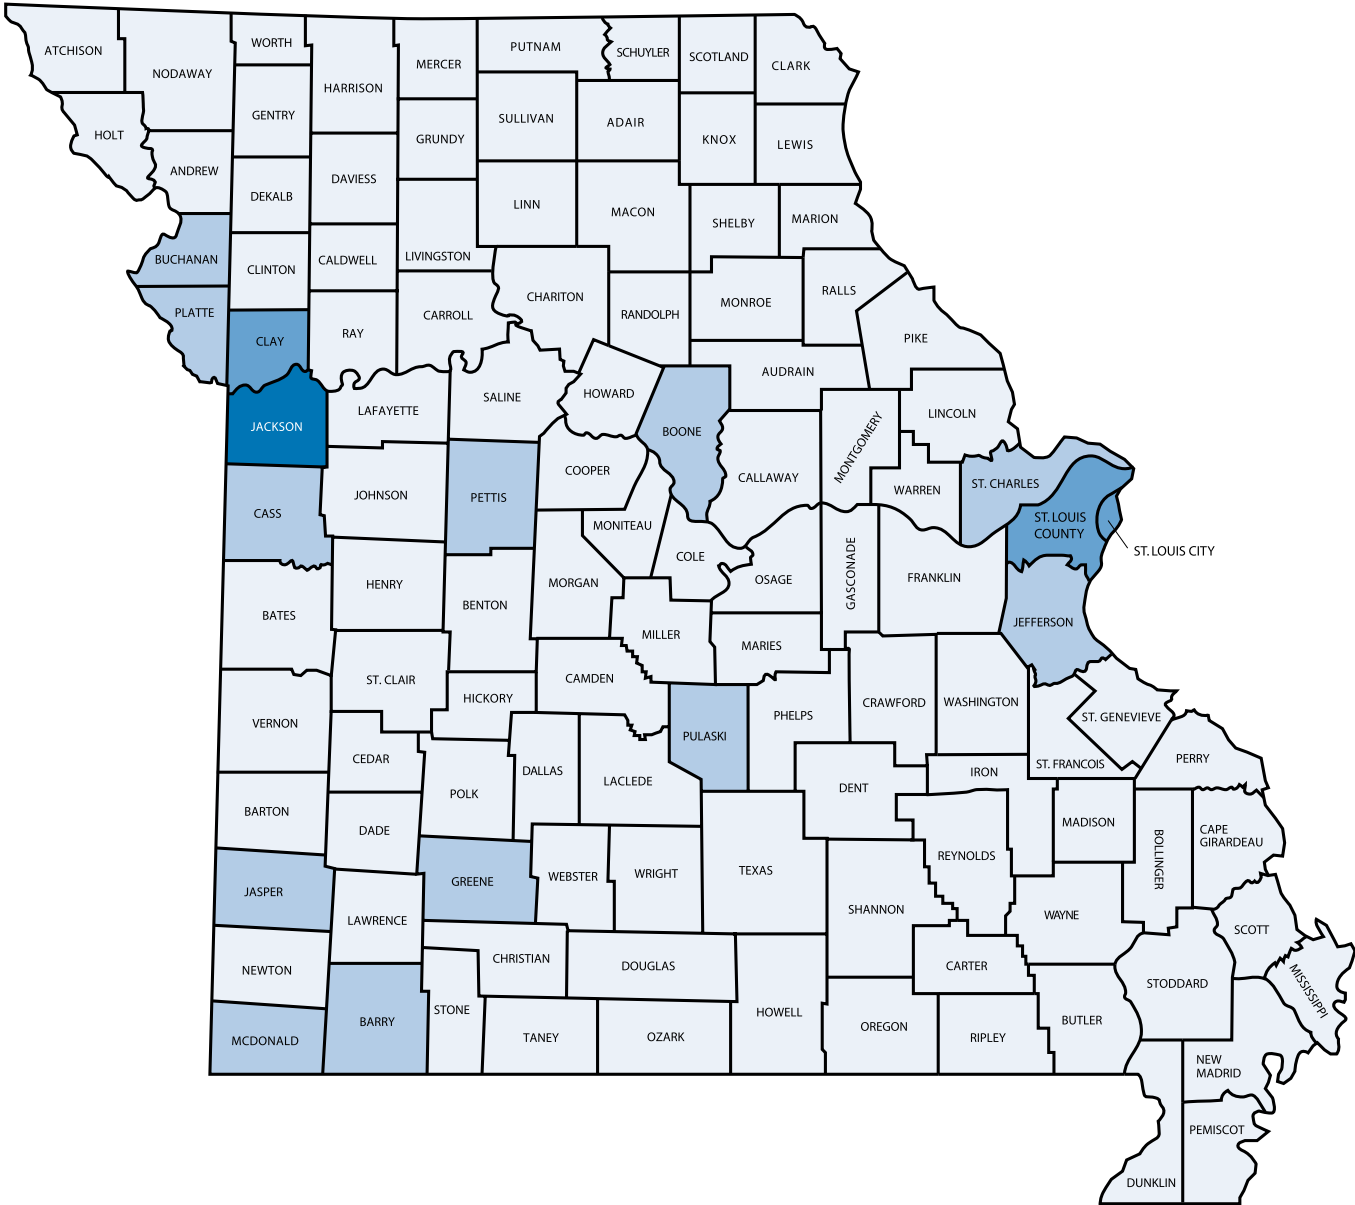 ATCHISON
NODAWAY
WORTH
HARRISON
MERCER
PUTNAM
SCHUYLER
SCOTLAND
CLARK
HOLT
GENTRY
GRUNDY
SULLIVAN
ADAIR
KNOX
LEWIS
ANDREW
DEKALB
DAVIESS
LINN
MACON
SHELBY
MARION
BUCHANAN
CLINTON
CALDWELL
LIVINGSTON
CHARITON
RANDOLPH
MONROE
RALLS
PIKE
PLATTE
CLAY
RAY
CARROLL
AUDRAIN
JACKSON
LAFAYETTE
SALINE
HOWARD
BOONE
CALLAWAY
MONTGOMERY
LINCOLN
WARREN
ST. CHARLES
ST. LOUIS
COUNTY
ST. LOUIS CITY
CASS
JOHNSON
PETTIS
COOPER
MONITEAU
COLE
OSAGE
GASCONADE
FRANKLIN
JEFFERSON
BATES
HENRY
BENTON
MORGAN
MILLER
MARIES
ST. CLAIR
HICKORY
CAMDEN
PULASKI
PHELPS
CRAWFORD
WASHINGTON
ST. GENEVIEVE
ST. FRANCOIS
PERRY
VERNON
CEDAR
POLK
DALLAS
LACLEDE
DENT
IRON
MADISON
BOLLINGER
CAPE
GIRARDEAU
BARTON
DADE
GREENE
WEBSTER
WRIGHT
TEXAS
REYNOLDS
SHANNON
WAYNE
SCOTT
JASPER
LAWRENCE
CHRISTIAN
DOUGLAS
CARTER
STODDARD
MISSISSIPPI
NEWTON
BARRY
STONE
TANEY
OZARK
HOWELL
OREGON
RIPLEY
BUTLER
MCDONALD
NEW
MADRID
PEMISCOT
DUNKLIN